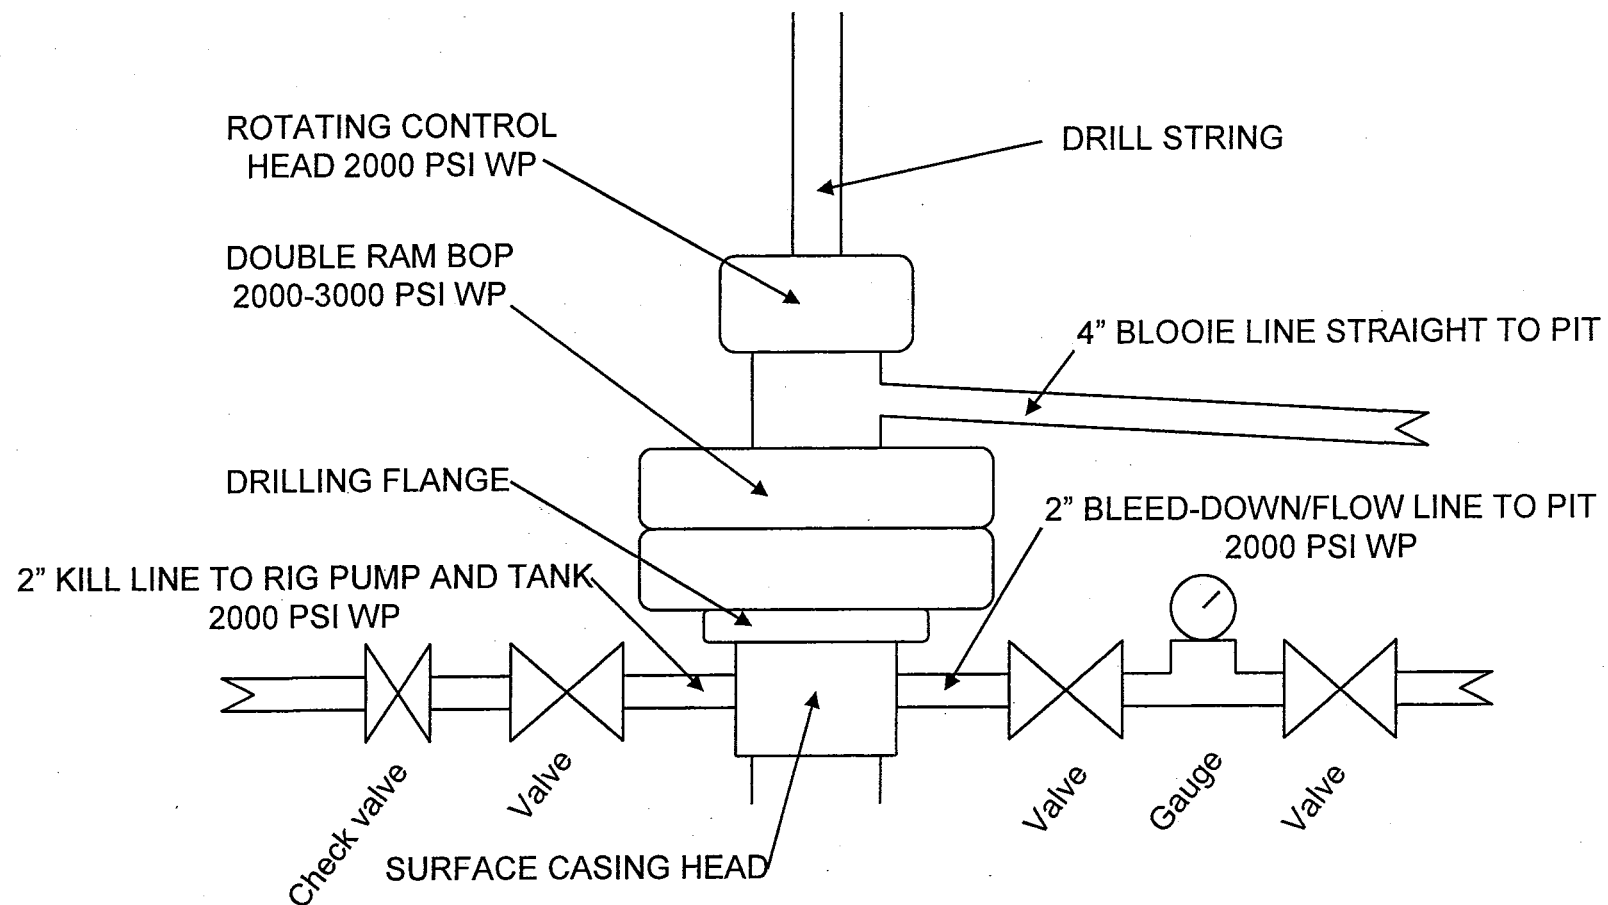 ROTATING CONTROL
HEAD 2000 PSI WP
DRILL STRING
DOUBLE RAM BOP
2000-3000 PSI WP
4” BLOOIE LINE STRAIGHT TO PIT
DRILLING FLANGE
2” BLEED-DOWN/FLOW LINE TO PIT
2000 PSI WP
2” KILL LINE TO RIG PUMP AND TANK
2000 PSI WP
Check valve
Valve
Valve
Gauge
Valve
SURFACE CASING HEAD